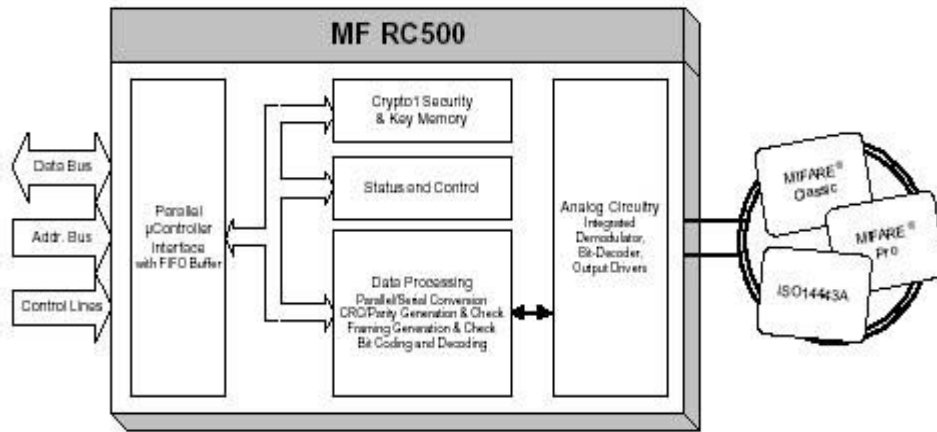 MF RC500
Data Bus
Addr. Bus
Control Lines
Parallel
µController
Interface
with FIFO Buffer
Crypto1 Security
& Key Memory
Status and Control
Data Processing
Parallel/Serial Conversion
CRC/Parity Generation & Check
Framing Generation & Check
Bit Coding and Decoding
Analog Circuitry
Integrated
Demodulator,
Bit-Decoder,
Output Drivers
MIFARE®
Classic
MIFARE®
Pro
ISO14443A